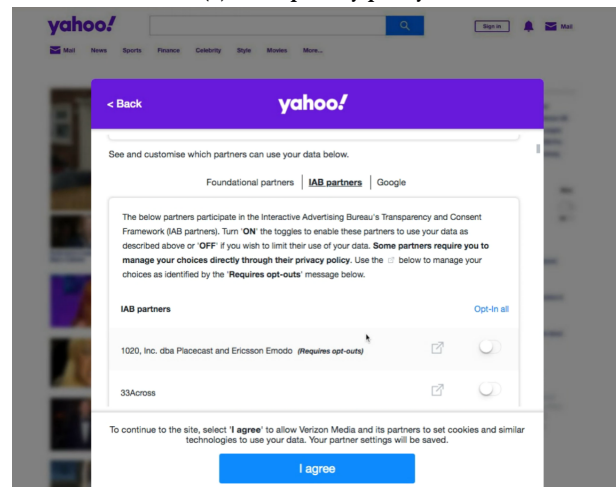 yahoo!
Sign in
Mail
Mail News Sports Finance Celebrity Style Movies More...
< Back
yahoo!
See and customise which partners can use your data below.
Foundational partners IAB partners Google
The below partners participate in the Interactive Advertising Bureau's Transparency and Consent
Framework (IAB partners). Turn 'ON' the toggles to enable these partners to use your data as
described above or 'OFF' if you wish to limit their use of your data. Some partners require you to
manage your choices directly through their privacy policy. Use the below to manage your
choices as identified by the 'Requires opt-outs' message below.
IAB partners Opt-In all
1020, Inc. dba Placecast and Ericsson Emodo (Requires opt-outs)
33Across
To continue to the site, select 'I agree' to allow Verizon Media and its partners to set cookies and similar
technologies to use your data. Your partner settings will be saved.
I agree